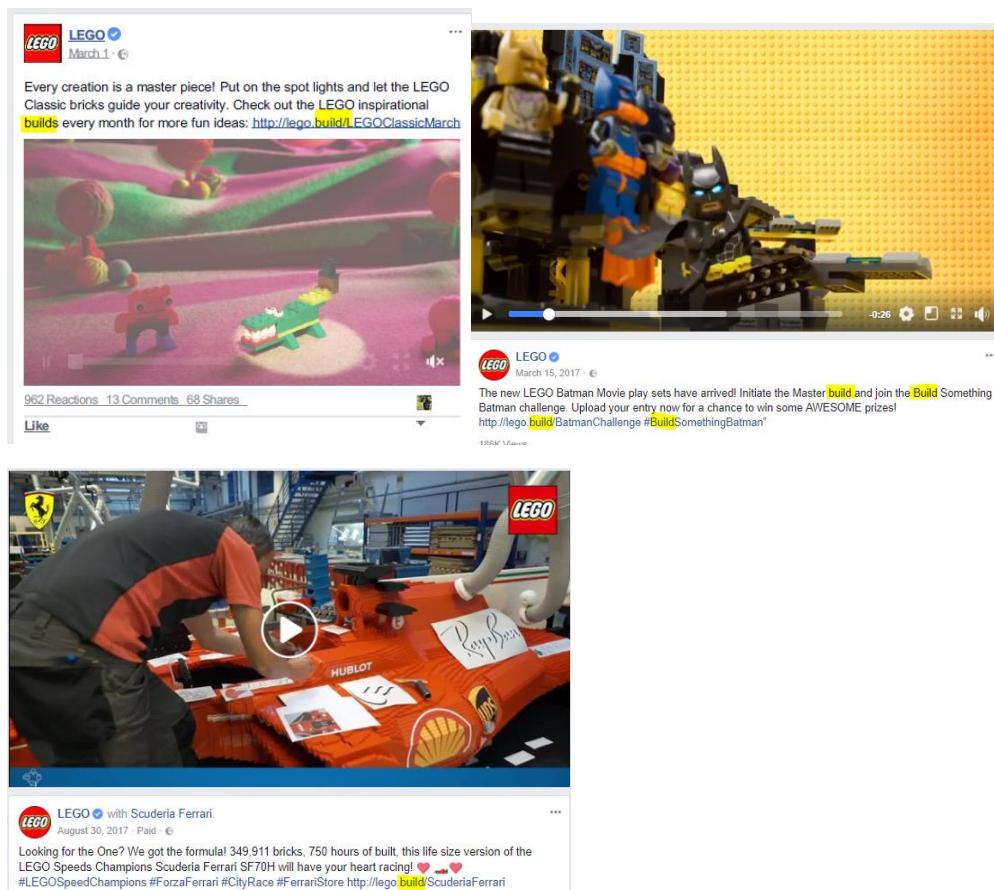 LEGO
LEGO
March 1
Every creation is a master piece! Put on the spot lights and let the LEGO
Classic bricks guide your creativity. Check out the LEGO inspirational
builds every month for more fun ideas: http://lego.build/LEGOClassicMarch
962 Reactions 13 Comments 68 Shares
Like
-0:26
LEGO
LEGO
March 15, 2017
The new LEGO Batman Movie play sets have arrived! Initiate the Master build and join the Build Something
Batman challenge. Upload your entry now for a chance to win some AWESOME prizes!
http://lego.build/BatmanChallenge #BuildSomethingBatman"
186K Views
LEGO
Ray-Ban
HUBLOT
LEGO
LEGO with Scuderia Ferrari.
August 30, 2017 · Paid ·
Looking for the One? We got the formula! 349,911 bricks, 750 hours of built, this life size version of the
LEGO Speeds Champions Scuderia Ferrari SF70H will have your heart racing!
#LEGOSpeedChampions #ForzaFerrari #CityRace #FerrariStore http://lego.build/ScuderiaFerrari